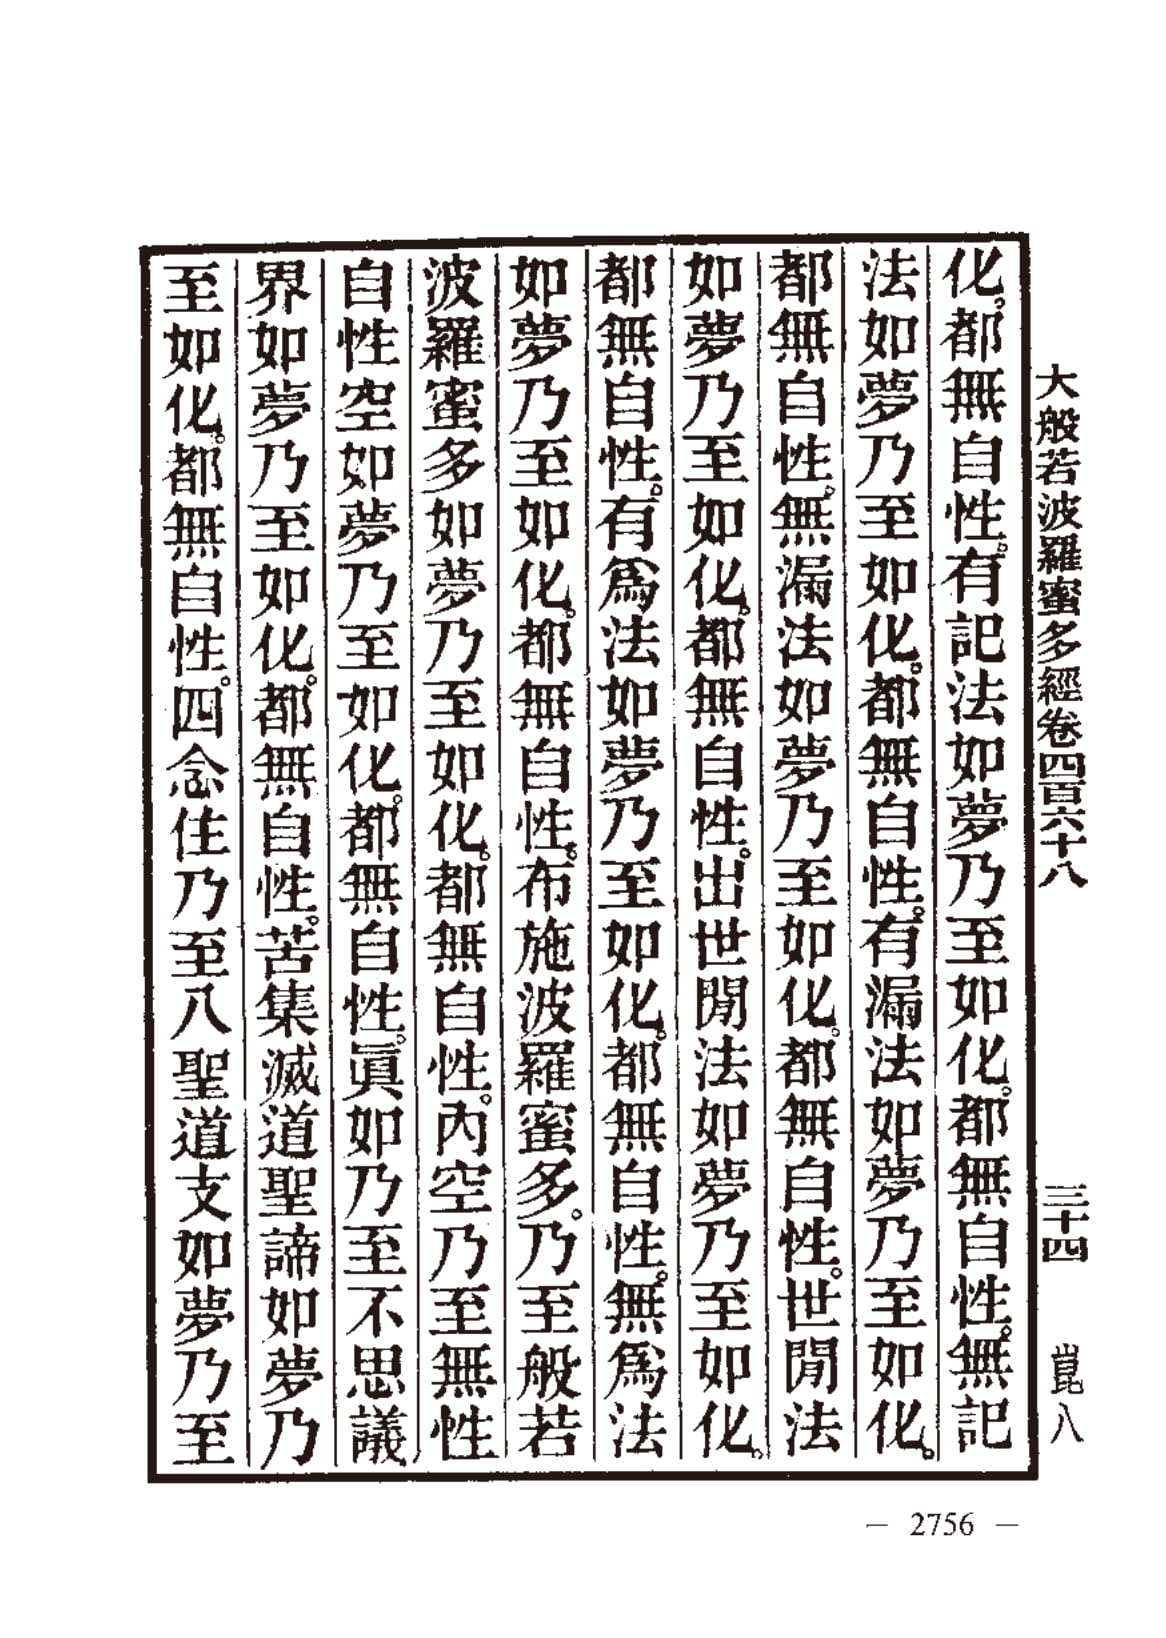 大般若波羅蜜多經卷四百六十八 三十四 崑八
化。都無自性。有記法如夢乃至如化。都無自性。無記
法如夢乃至如化。都無自性。有漏法如夢乃至如化。
都無自性。無漏法如夢乃至如化。都無自性。世閒法
如夢乃至如化。都無自性。出世閒法如夢乃至如化。
都無自性。有爲法如夢乃至如化。都無自性。無爲法
如夢乃至如化。都無自性。布施波羅蜜多。乃至般若
波羅蜜多如夢乃至如化。都無自性。內空乃至無性
自性空如夢乃至如化。都無自性。眞如乃至不思議
界如夢乃至如化。都無自性。苦集滅道聖諦如夢乃
至如化。都無自性。四念住乃至八聖道支如夢乃至
— 2756 —